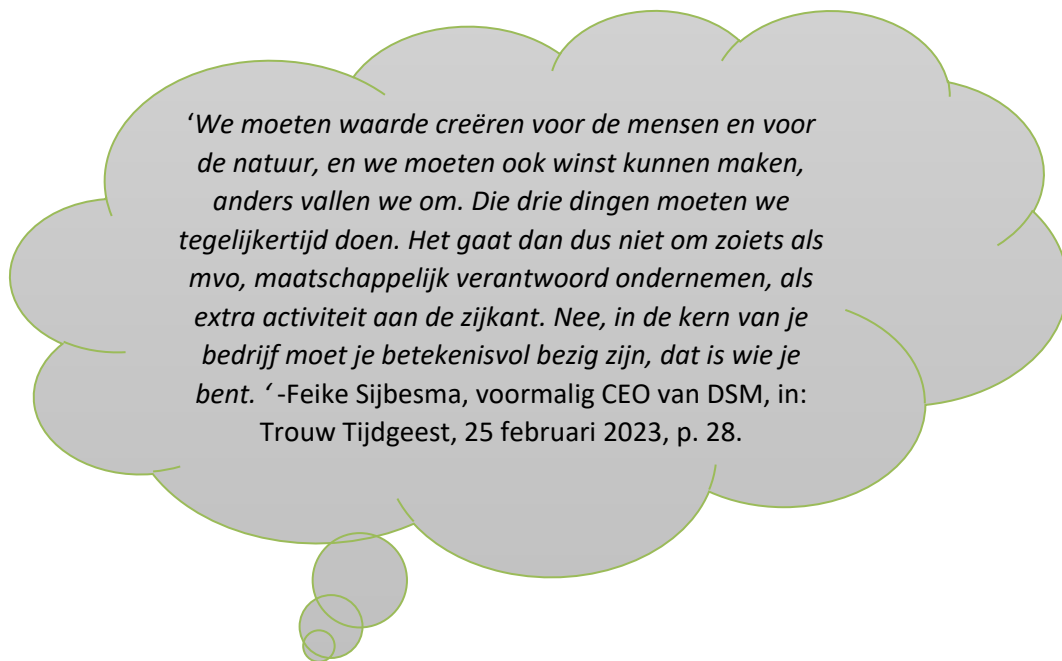 ‘We moeten waarde creëren voor de mensen en voor
de natuur, en we moeten ook winst kunnen maken,
anders vallen we om. Die drie dingen moeten we
tegelijkertijd doen. Het gaat dan dus niet om zoiets als
mvo, maatschappelijk verantwoord ondernemen, als
extra activiteit aan de zijkant. Nee, in de kern van je
bedrijf moet je betekenisvol bezig zijn, dat is wie je
bent. ‘ -Feike Sijbesma, voormalig CEO van DSM, in:
Trouw Tijdgeest, 25 februari 2023, p. 28.